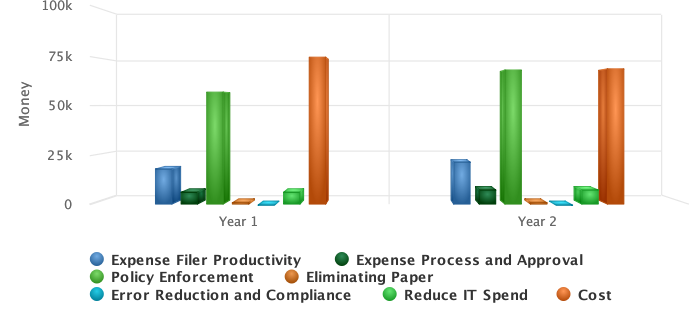 100k
75k
50k
25k
0
Money
Year 1
Year 2
Expense Filer Productivity
Expense Process and Approval
Policy Enforcement
Eliminating Paper
Error Reduction and Compliance
Reduce IT Spend
Cost